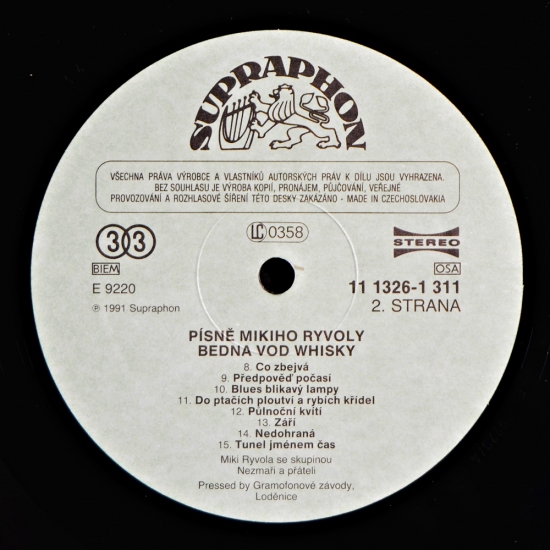 SUPRAPHON
VŠECHNA PRÁVA VÝROBCE A VLASTNÍKŮ AUTORSKÝCH PRÁV K DÍLU JSOU VYHRAZENA.
BEZ SOUHLASU JE VÝROBA KOPIÍ, PRONÁJEM, PŮJČOVÁNÍ, VEŘEJNÉ
PROVOZOVÁNÍ A ROZHLASOVÉ ŠÍŘENÍ TÉTO DESKY ZAKÁZÁNO - MADE IN CZECHOSLOVAKIA
33
LC 0358
STEREO
BIEM
OSA
E 9220
11 1326-1 311
℗ 1991 Supraphon
2. STRANA
PÍSNĚ MIKIHO RYVOLY
BEDNA VOD WHISKY
8. Co zbejvá
9. Předpověď počasí
10. Blues blikavý lampy
11. Do ptačích ploutví a rybích křídel
12. Půlnoční kvítí
13. Září
14. Nedohraná
15. Tunel jménem čas
Miki Ryvola se skupinou
Nezmaři a přáteli
Pressed by Gramofonové závody,
Loděnice